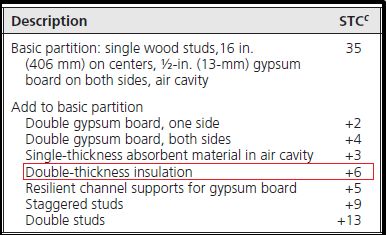 Description STCᶜ
Basic partition: single wood studs,16 in. 35
(406 mm) on centers, ½-in. (13-mm) gypsum
board on both sides, air cavity
Add to basic partition
Double gypsum board, one side +2
Double gypsum board, both sides +4
Single-thickness absorbent material in air cavity +3
Double-thickness insulation +6
Resilient channel supports for gypsum board +5
Staggered studs +9
Double studs +13